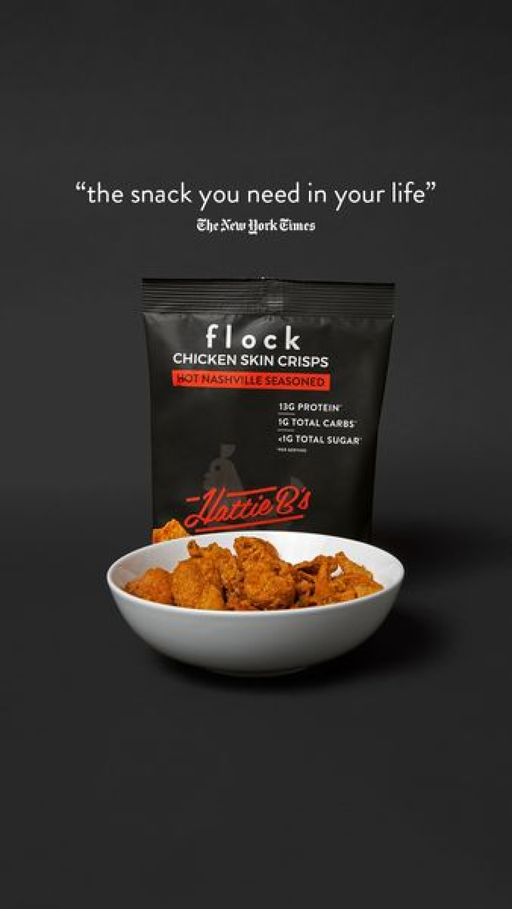 “the snack you need in your life”
The New York Times
flock
CHICKEN SKIN CRISPS
HOT NASHVILLE SEASONED
13G PROTEIN*
1G TOTAL CARBS*
<1G TOTAL SUGAR*
*PER SERVING
Hattie B's